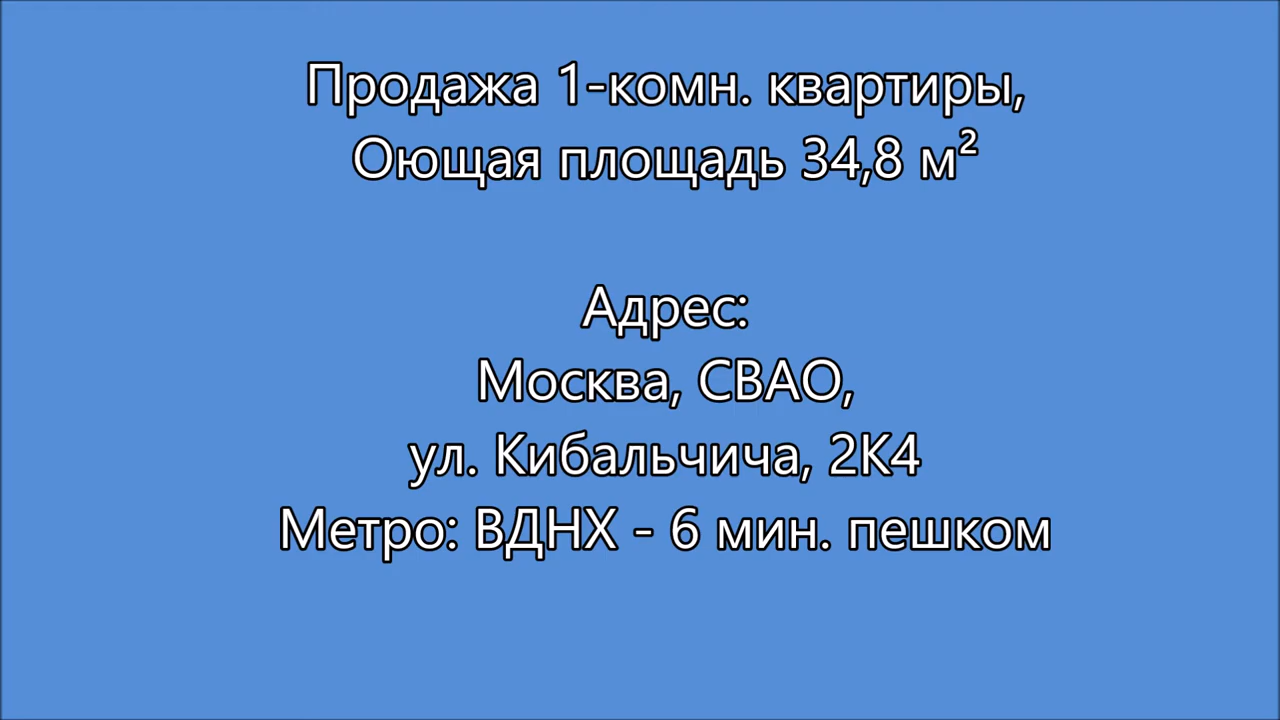 Продажа 1-комн. квартиры,
Оющая площадь 34,8 м²
Адрес:
Москва, СВАО,
ул. Кибальчича, 2К4
Метро: ВДНХ - 6 мин. пешком